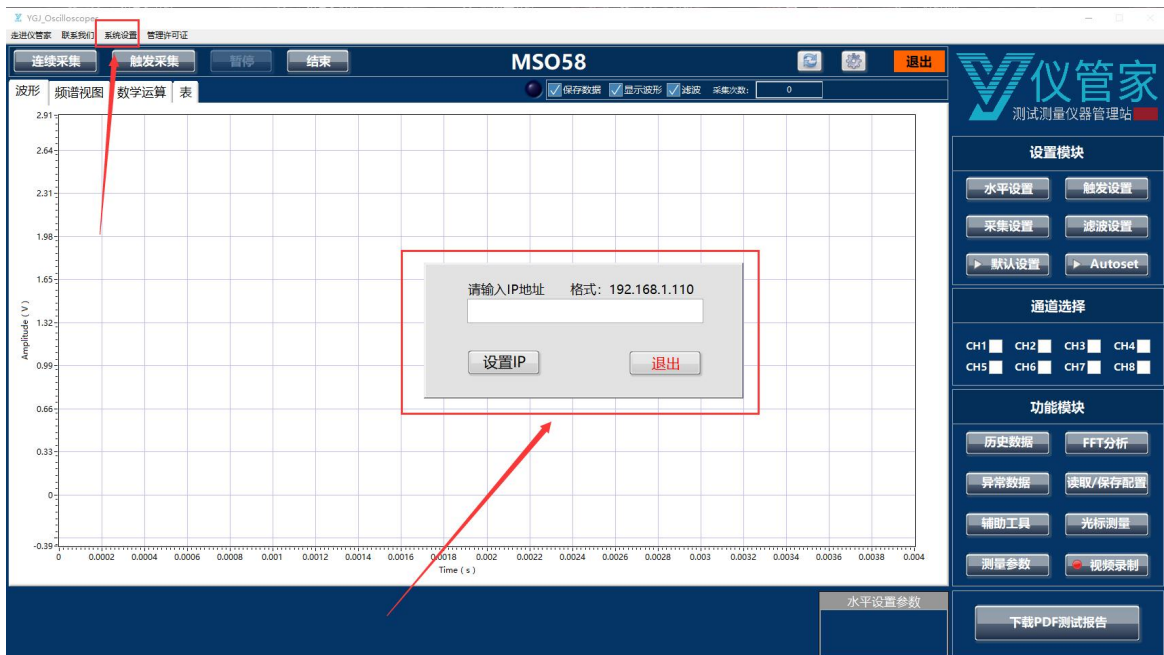 YGJ_Oscilloscoper
走进仪管家 联系我们 系统设置 管理许可证
连续采集 触发采集 暂停 结束 MSO58 退出
波形 频谱视图 数学运算 表 保存数据 显示波形 滤波 采集次数: 0
仪管家
测试测量仪器管理站
2.91
2.64
2.31
1.98
1.65
1.32
0.99
0.66
0.33
0
-0.39
Amplitude ( V )
0 0.0002 0.0004 0.0006 0.0008 0.001 0.0012 0.0014 0.0016 0.0018 0.002 0.0022 0.0024 0.0026 0.0028 0.003 0.0032 0.0034 0.0036 0.0038 0.004
Time ( s )
请输入IP地址 格式: 192.168.1.110
设置IP 退出
设置模块
水平设置 触发设置
采集设置 滤波设置
默认设置 Autoset
通道选择
CH1 CH2 CH3 CH4
CH5 CH6 CH7 CH8
功能模块
历史数据 FFT分析
异常数据 读取/保存配置
辅助工具 光标测量
测量参数 视频录制
水平设置参数
下载PDF测试报告